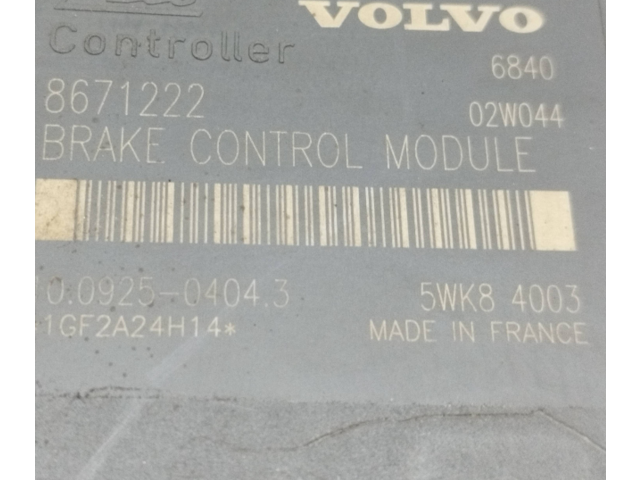 VOLVO
Controller
6840
8671222
02W044
BRAKE CONTROL MODULE
0.0925-0404.3
5WK8 4003
1GF2A24H14*
MADE IN FRANCE